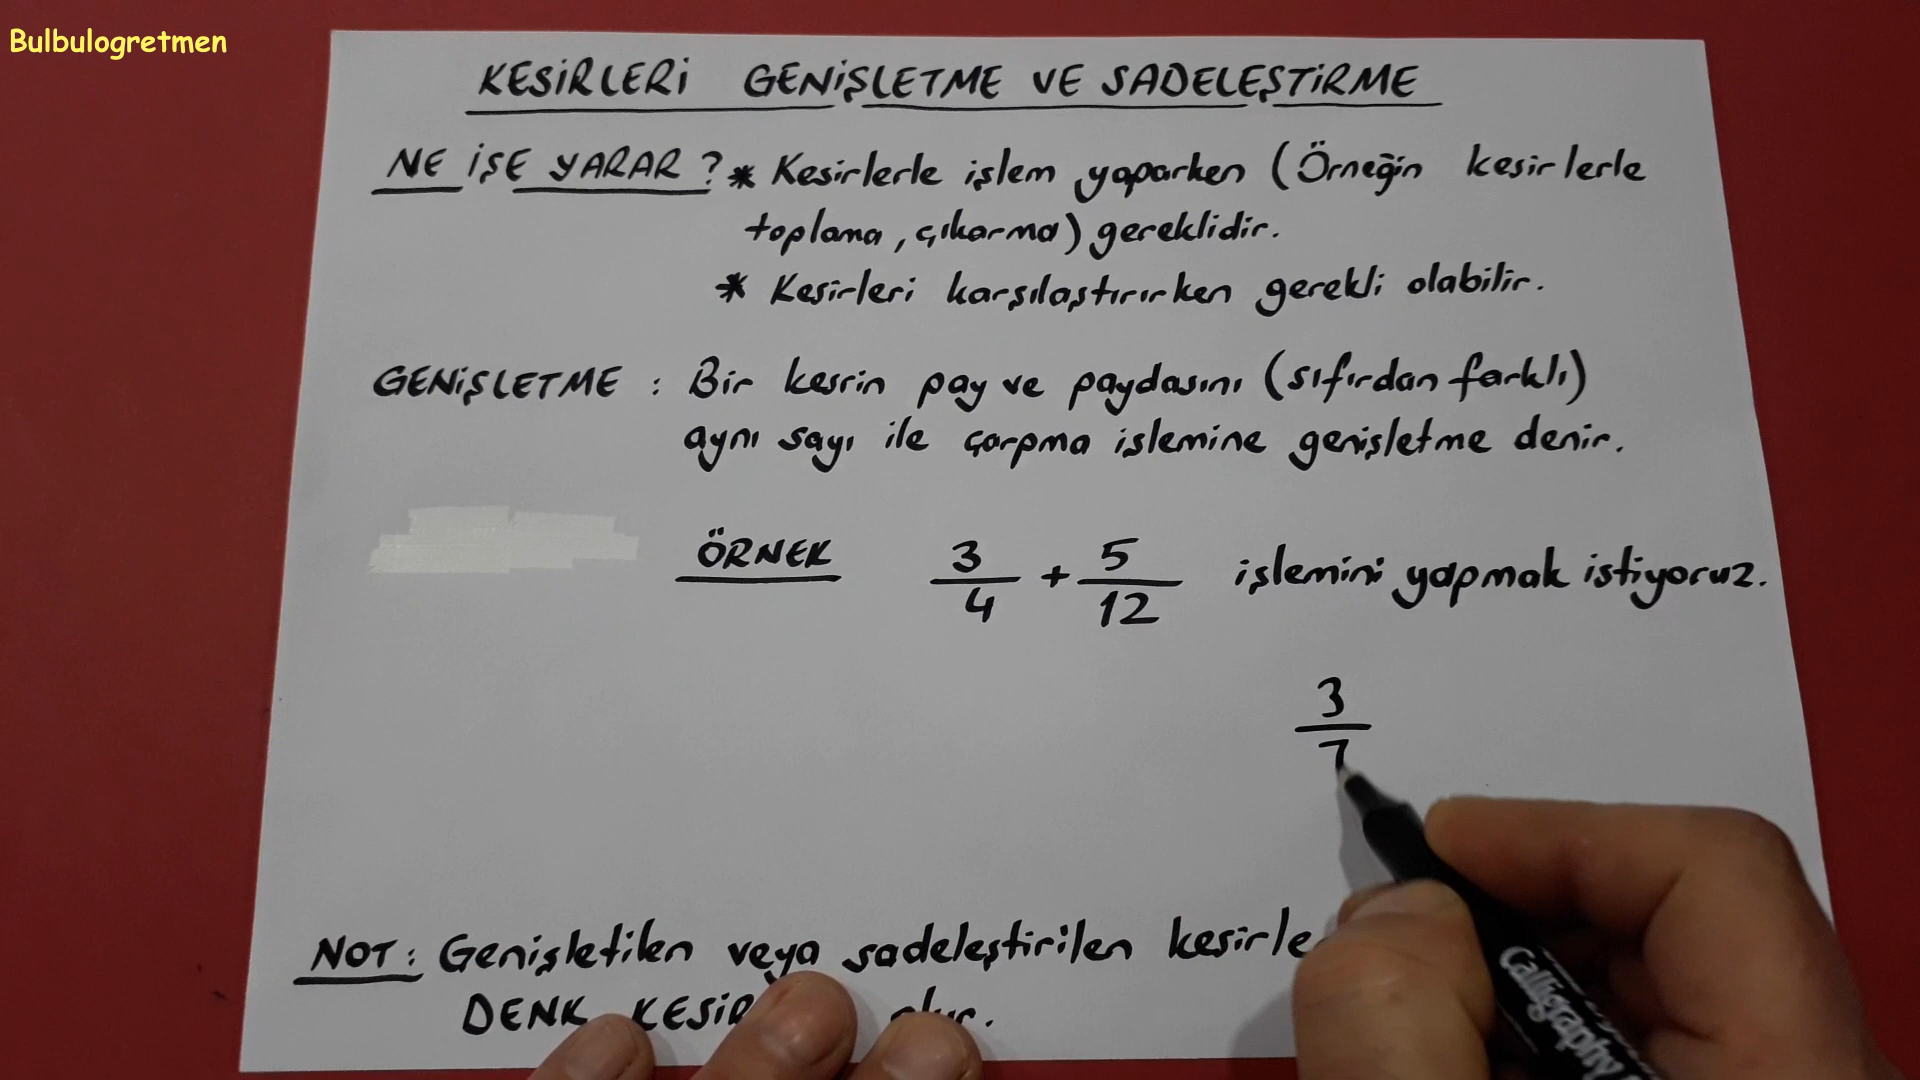 Bulbulogretmen
KESİRLERİ GENİŞLETME VE SADELEŞTİRME
NE İŞE YARAR? * Kesirlerle işlem yaparken (Örneğin kesirlerle
toplama, çıkarma) gereklidir.
* Kesirleri karşılaştırırken gerekli olabilir.
GENİŞLETME : Bir kesrin pay ve paydasını (sıfırdan farklı)
aynı sayı ile çarpma işlemine genişletme denir.
ÖRNEK 3/4 + 5/12 işlemini yapmak istiyoruz.
3/7
NOT: Genişletilen veya sadeleştirilen
DENK
Calligraphy